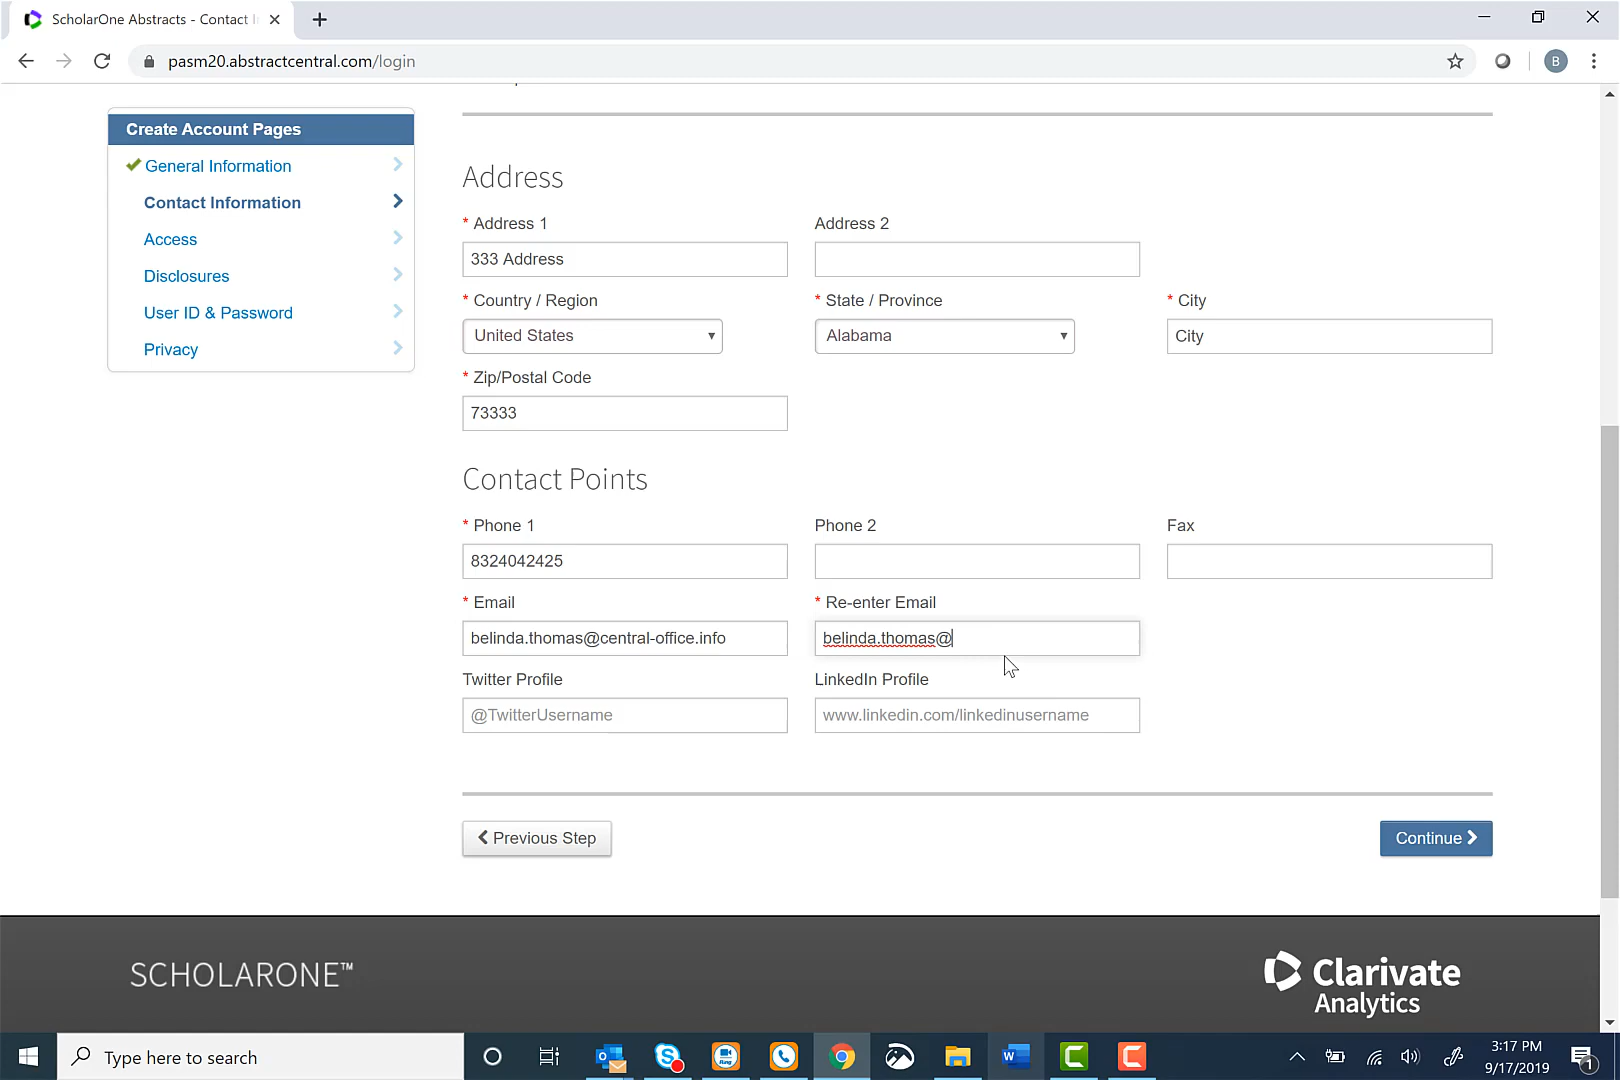 ScholarOne Abstracts - Contact I
pasm20.abstractcentral.com/login
B
Create Account Pages
General Information
Contact Information
Access
Disclosures
User ID & Password
Privacy
Address
* Address 1
Address 2
333 Address
* Country / Region
* State / Province
* City
United States
Alabama
City
* Zip/Postal Code
73333
Contact Points
* Phone 1
Phone 2
Fax
8324042425
* Email
* Re-enter Email
belinda.thomas@central-office.info
belinda.thomas@
Twitter Profile
LinkedIn Profile
@TwitterUsername
www.linkedin.com/linkedinusername
Previous Step
Continue
SCHOLARONE™
Clarivate
Analytics
Type here to search
3:17 PM
9/17/2019
1